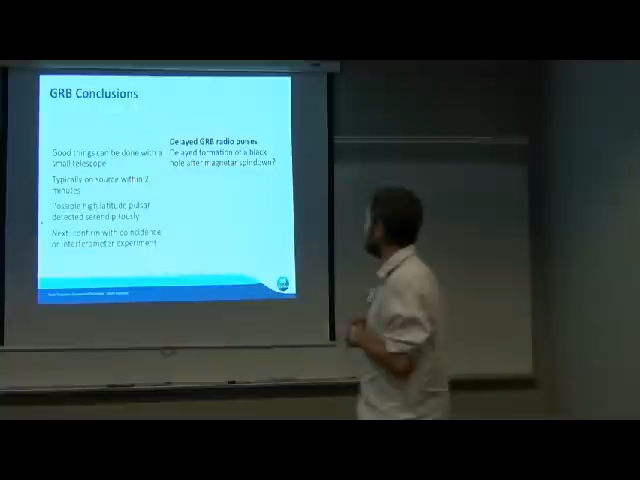 GRB Conclusions
Good things can be done with a
small telescope
Typically on source within 2
minutes
Possible high latitude pulsar
detected serendipitously
Next: confirm with coincidence
or interferometer experiment
Delayed GRB radio pulses
Delayed formation of a black
hole after magnetar spindown?